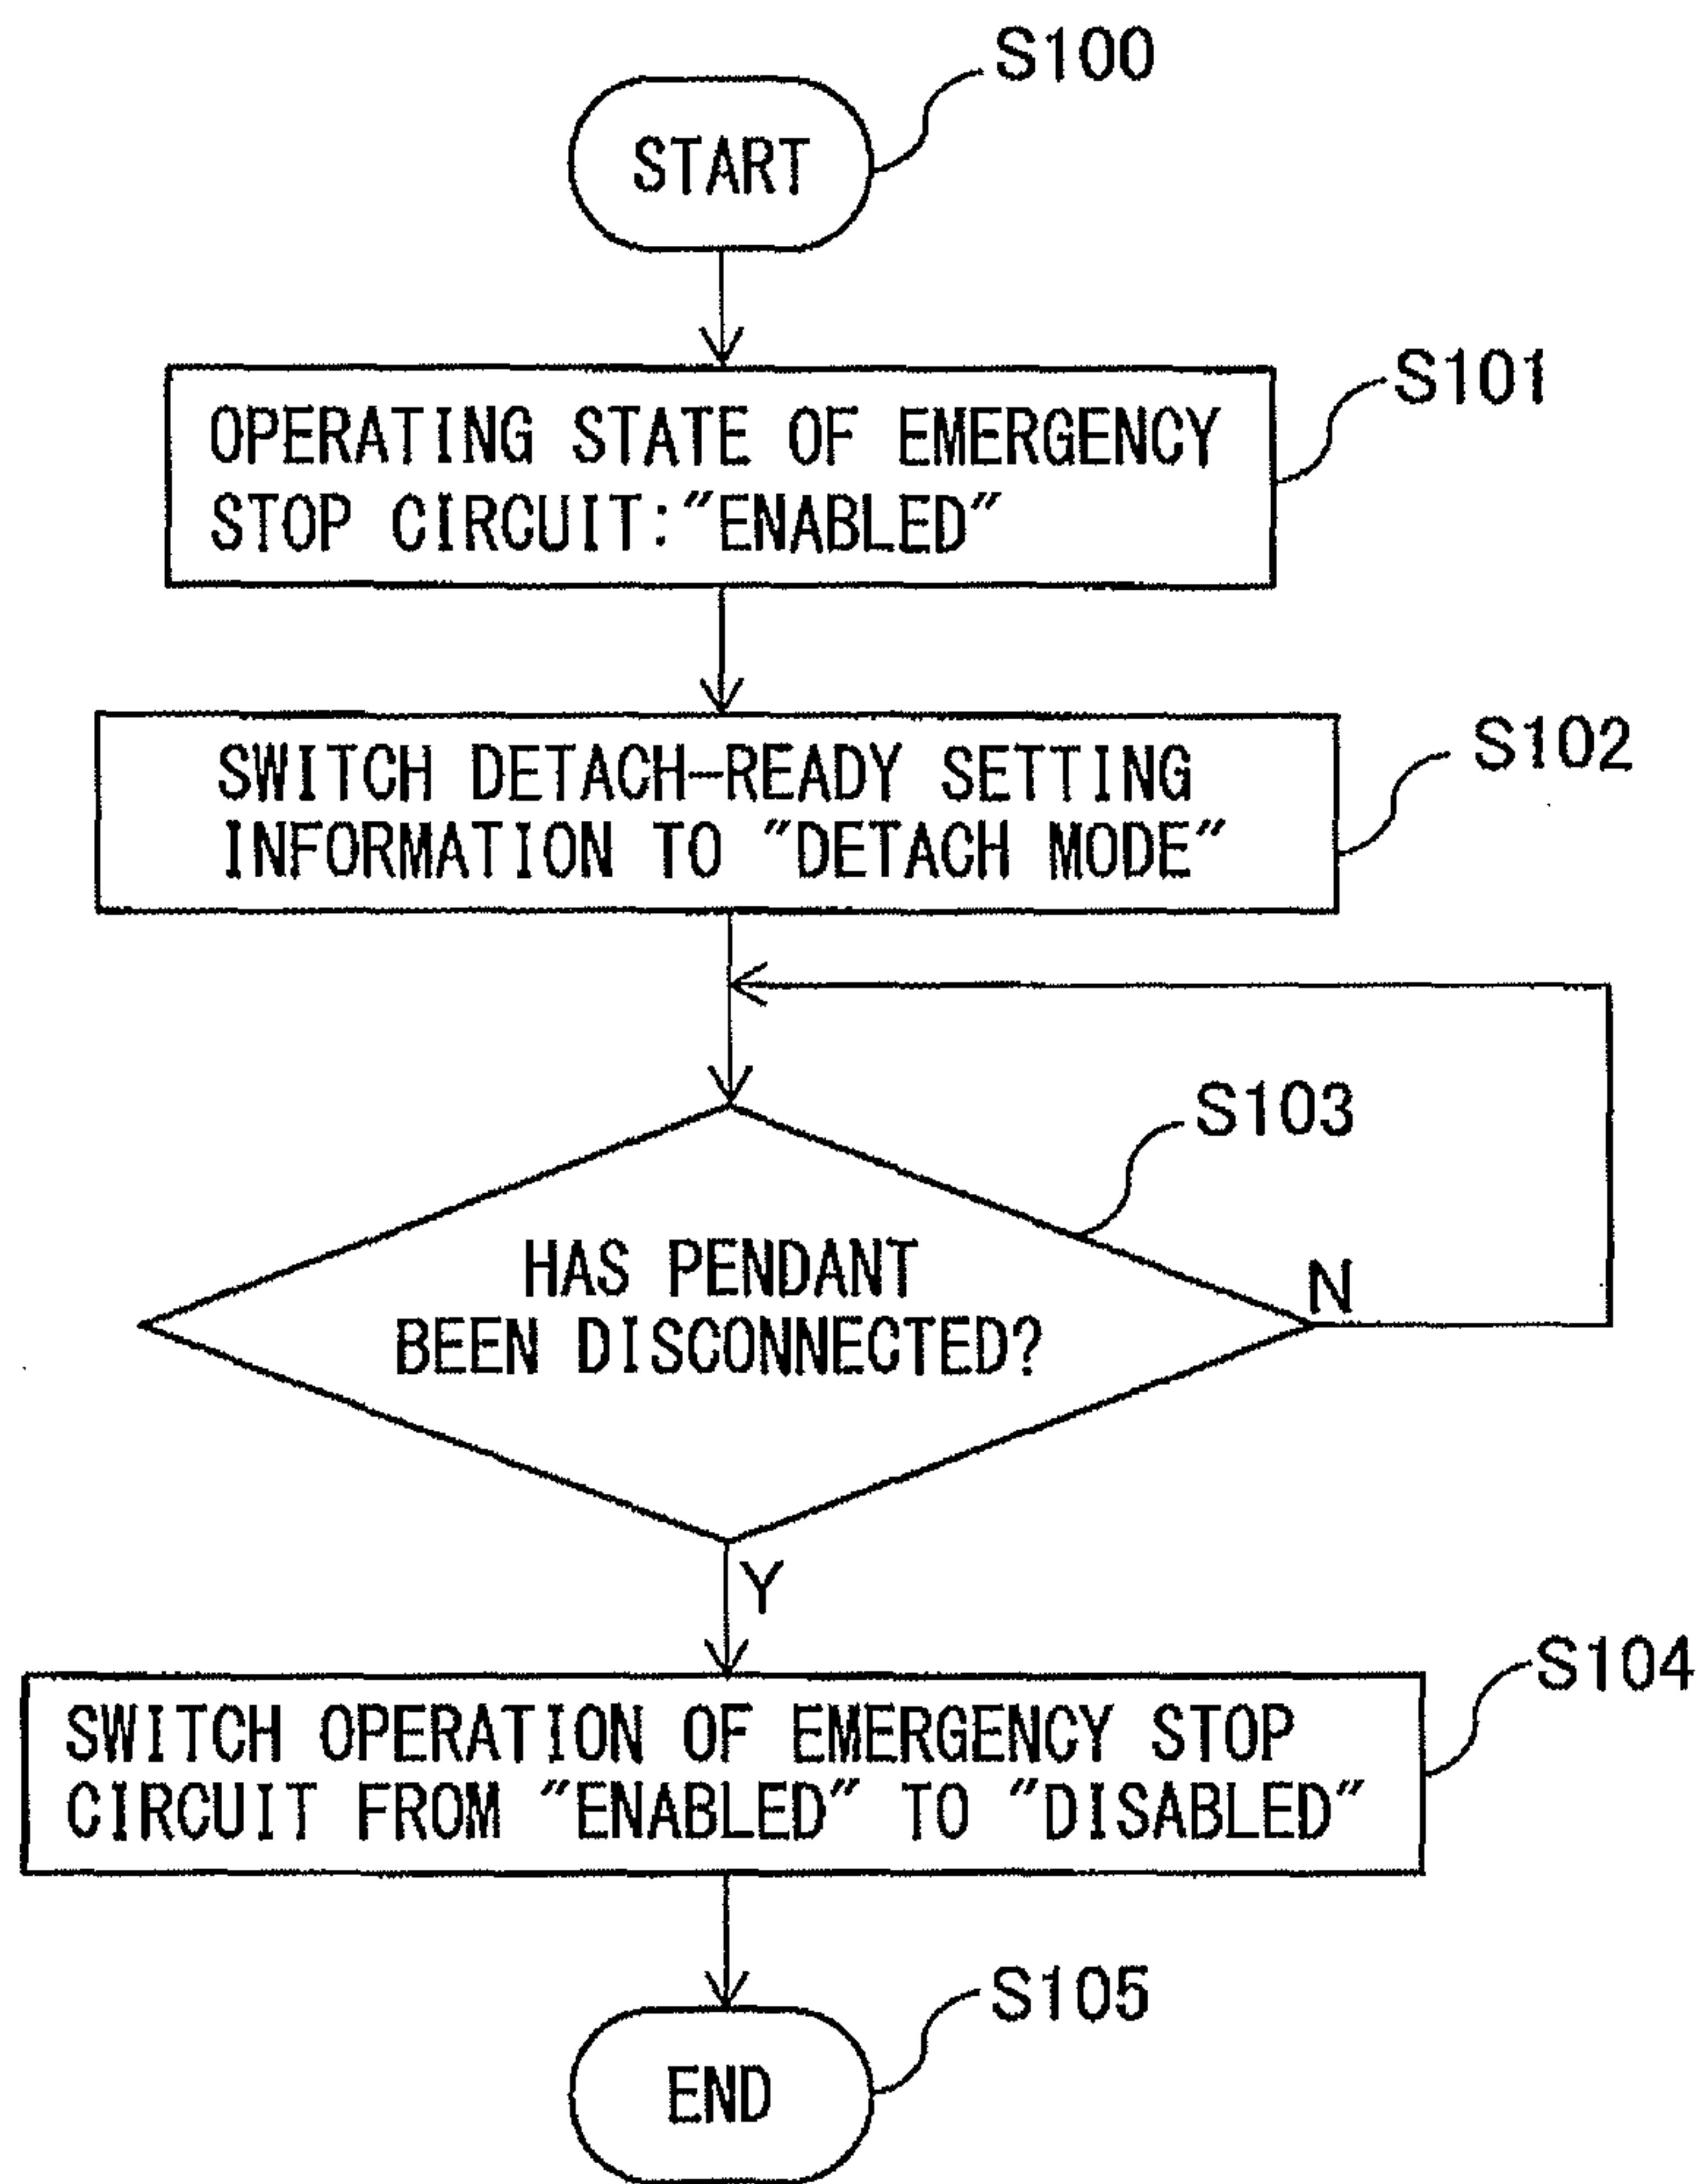 S100
START
S101
OPERATING STATE OF EMERGENCY
STOP CIRCUIT:"ENABLED"
S102
SWITCH DETACH-READY SETTING
INFORMATION TO "DETACH MODE"
S103
HAS PENDANT
BEEN DISCONNECTED?
N
Y
S104
SWITCH OPERATION OF EMERGENCY STOP
CIRCUIT FROM "ENABLED" TO "DISABLED"
S105
END